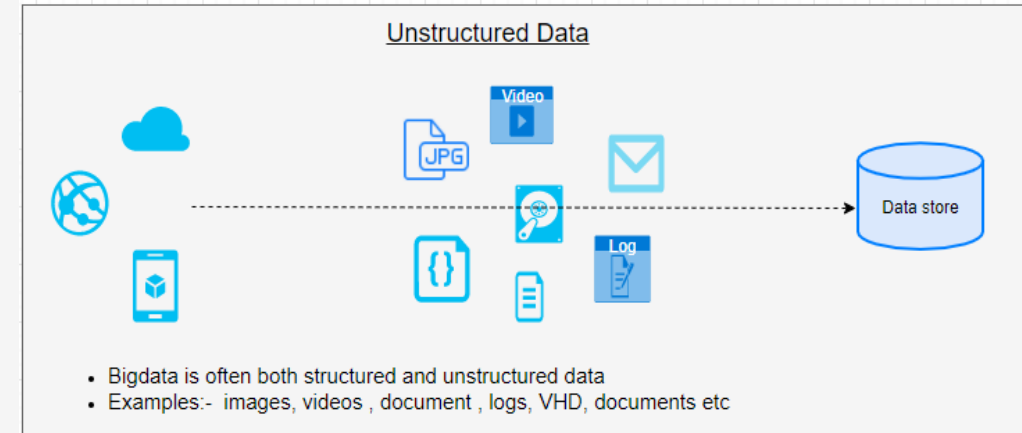 Unstructured Data
Video
JPG
Data store
Log
{}
• Bigdata is often both structured and unstructured data
• Examples:- images, videos , document , logs, VHD, documents etc